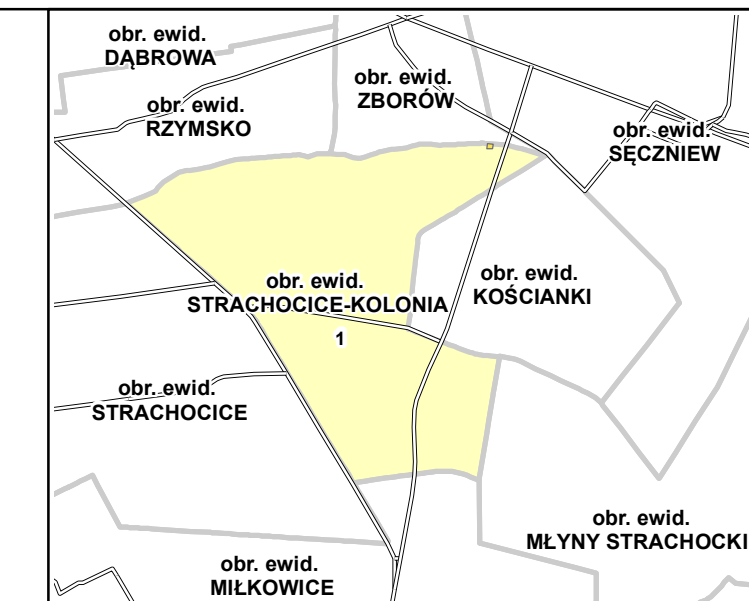 obr. ewid.
DĄBROWA
obr. ewid.
ZBORÓW
obr. ewid.
RZYMSKO
obr. ewid.
SĘCZNIEW
obr. ewid.
STRACHOCICE-KOLONIA
1
obr. ewid.
KOŚCIANKI
obr. ewid.
STRACHOCICE
obr. ewid.
MŁYNY STRACHOCKI
obr. ewid.
MIŁKOWICE